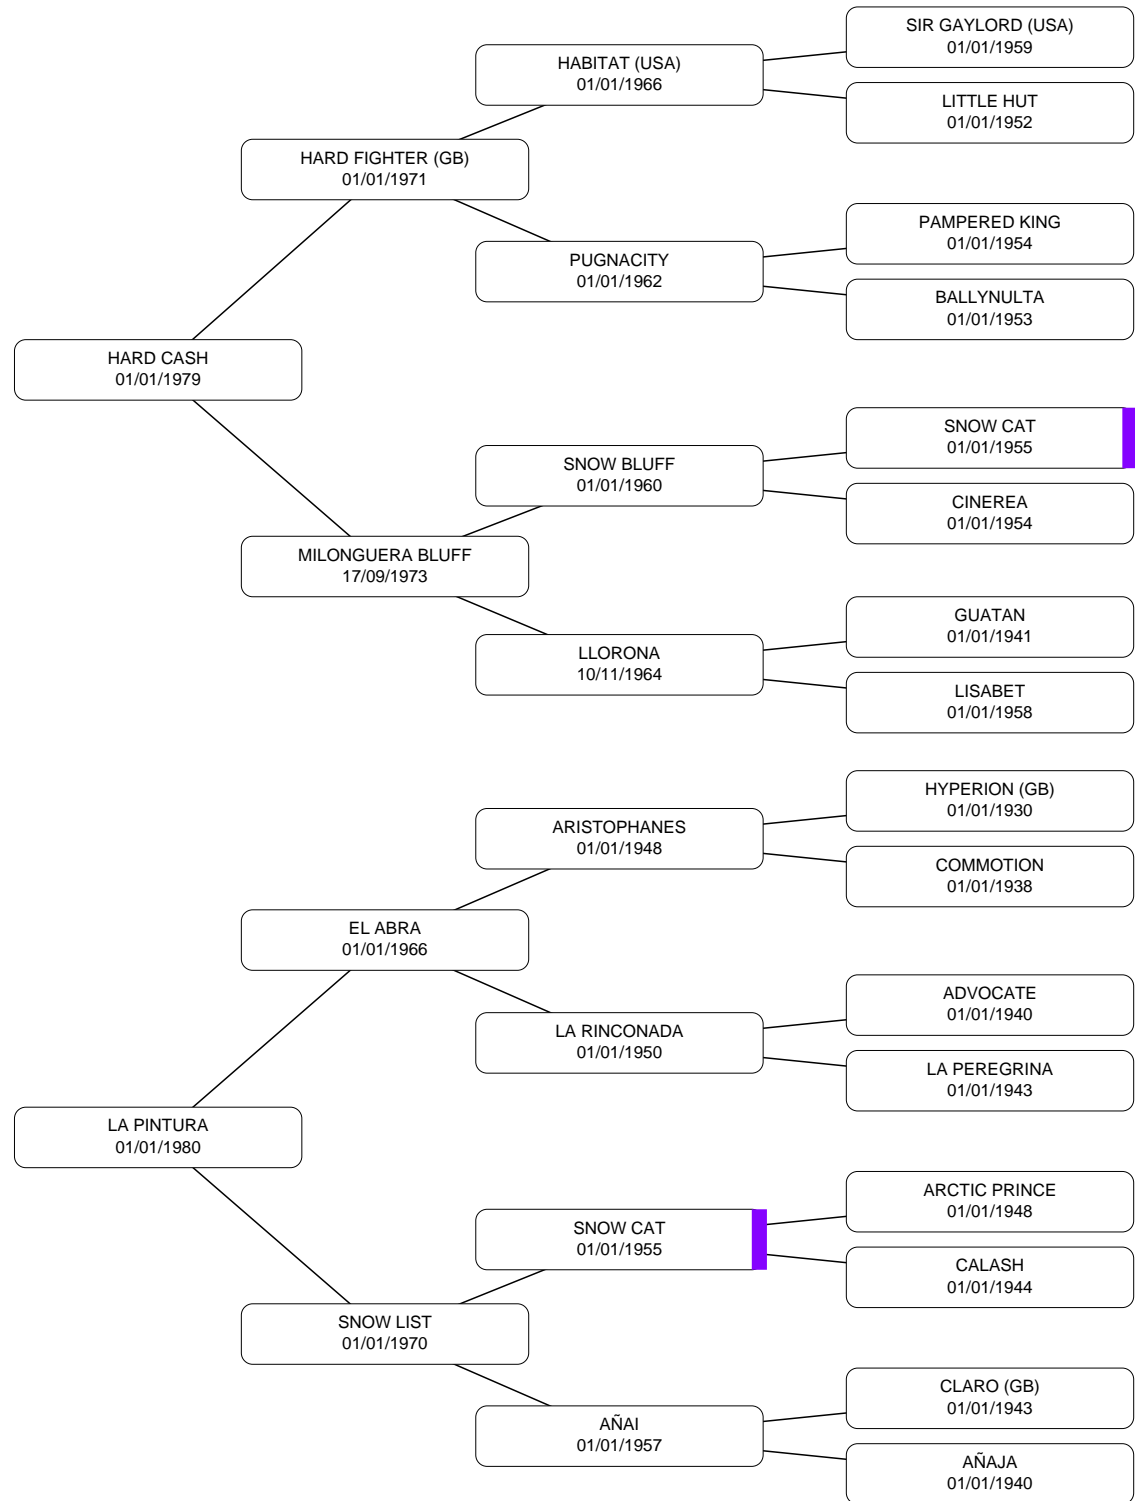 SIR GAYLORD (USA)
01/01/1959
HABITAT (USA)
01/01/1966
LITTLE HUT
01/01/1952
HARD FIGHTER (GB)
01/01/1971
PAMPERED KING
01/01/1954
PUGNACITY
01/01/1962
BALLYNULTA
01/01/1953
HARD CASH
01/01/1979
SNOW CAT
01/01/1955
SNOW BLUFF
01/01/1960
CINEREA
01/01/1954
MILONGUERA BLUFF
17/09/1973
GUATAN
01/01/1941
LLORONA
10/11/1964
LISABET
01/01/1958
HYPERION (GB)
01/01/1930
ARISTOPHANES
01/01/1948
COMMOTION
01/01/1938
EL ABRA
01/01/1966
ADVOCATE
01/01/1940
LA RINCONADA
01/01/1950
LA PEREGRINA
01/01/1943
LA PINTURA
01/01/1980
ARCTIC PRINCE
01/01/1948
SNOW CAT
01/01/1955
CALASH
01/01/1944
SNOW LIST
01/01/1970
CLARO (GB)
01/01/1943
AÑAI
01/01/1957
AÑAJA
01/01/1940